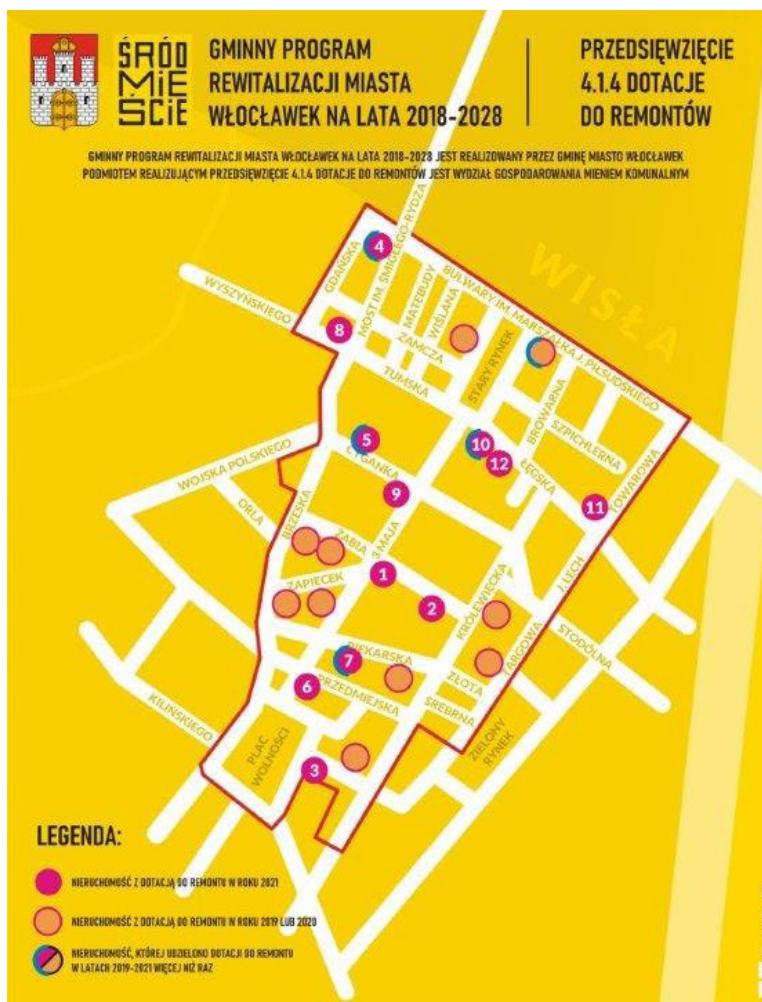 ŚRÓD
MIE
ŚCIE
GMINNY PROGRAM
REWITALIZACJI MIASTA
WŁOCŁAWEK NA LATA 2018-2028
PRZEDSIĘWZIĘCIE
4.1.4 DOTACJE
DO REMONTÓW
GMINNY PROGRAM REWITALIZACJI MIASTA WŁOCŁAWEK NA LATA 2018-2028 JEST REALIZOWANY PRZEZ GMINĘ MIASTO WŁOCŁAWEK
PODMIOTEM REALIZUJĄCYM PRZEDSIĘWZIĘCIE 4.1.4 DOTACJE DO REMONTÓW JEST WYDZIAŁ GOSPODAROWANIA MIENIEM KOMUNALNYM
WISŁA
MOST IM. ŚMIGŁEGO-RYDZA
GDAŃSKA
4
BULWARY IM. MARSZAŁKA J. PIŁSUDSKIEGO
WYSZYŃSKIEGO
MATEBUDY
WIŚLANA
8
ZAMCZA
STARY RYNEK
TUMSKA
BROWARNA
SZPICHLERNA
5
CYGANKA
10
12
ŁĘGSKA
WOJSKA POLSKIEGO
9
11
TOWAROWA
ORLA
BRZESKA
ŻABIA
3 MAJA
1
ZAPIECEK
2
KRÓLEWIECKA
J. LECH
STODÓLNA
PIEKARSKA
7
TARGOWA
ZŁOTA
6
PRZEDMIEJSKA
SREBRNA
KILIŃSKIEGO
PLAC
WOLNOŚCI
ZIELONY
RYNEK
3
LEGENDA:
NIERUCHOMOŚĆ Z DOTACJĄ DO REMONTU W ROKU 2021
NIERUCHOMOŚĆ Z DOTACJĄ DO REMONTU W ROKU 2019 LUB 2020
NIERUCHOMOŚĆ, KTÓREJ UDZIELONO DOTACJI DO REMONTU
W LATACH 2019-2021 WIĘCEJ NIŻ RAZ